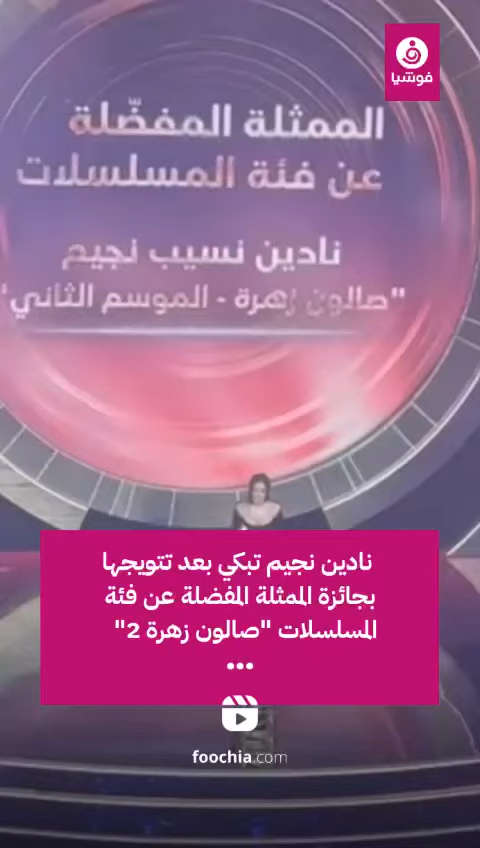 فوشيا
الممثلة المفضّلة
عن فئة المسلسلات
نادين نسيب نجيم
"صالون زهرة - الموسم الثاني"
نادين نجيم تبكي بعد تتويجها
بجائزة الممثلة المفضلة عن فئة
المسلسلات "صالون زهرة 2"
...
foochia.com